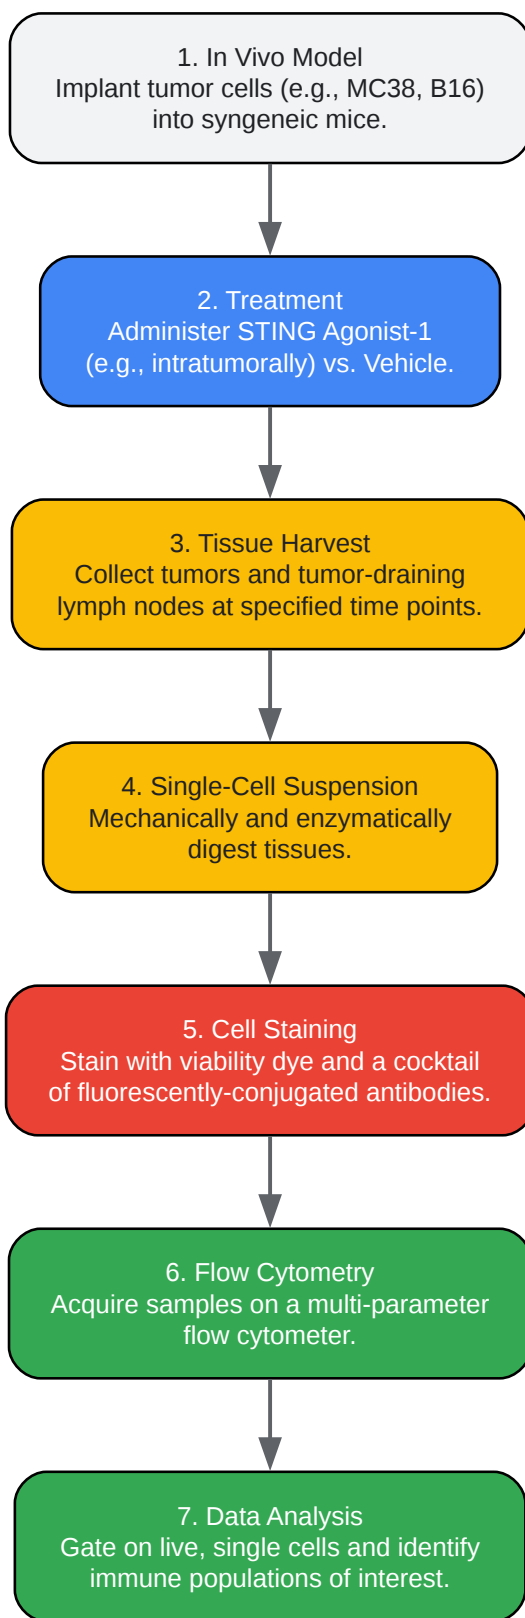 1. In Vivo Model
Implant tumor cells (e.g., MC38, B16)
into syngeneic mice.
2. Treatment
Administer STING Agonist-1
(e.g., intratumorally) vs. Vehicle.
3. Tissue Harvest
Collect tumors and tumor-draining
lymph nodes at specified time points.
4. Single-Cell Suspension
Mechanically and enzymatically
digest tissues.
5. Cell Staining
Stain with viability dye and a cocktail
of fluorescently-conjugated antibodies.
6. Flow Cytometry
Acquire samples on a multi-parameter
flow cytometer.
7. Data Analysis
Gate on live, single cells and identify
immune populations of interest.